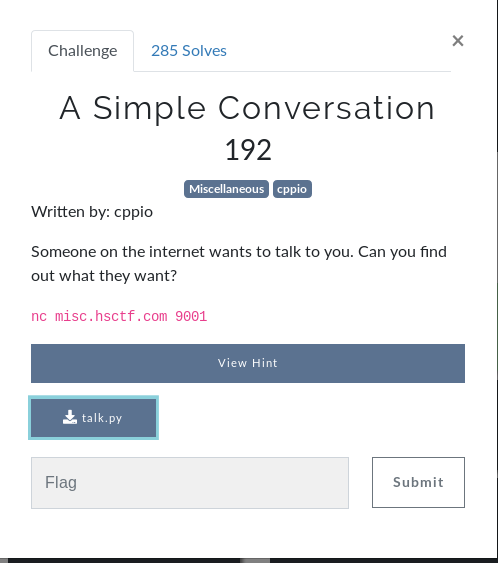 Challenge
285 Solves
×
A Simple Conversation
192
Miscellaneous cppio
Written by: cppio
Someone on the internet wants to talk to you. Can you find
out what they want?
nc misc.hsctf.com 9001
View Hint
talk.py
Flag
Submit